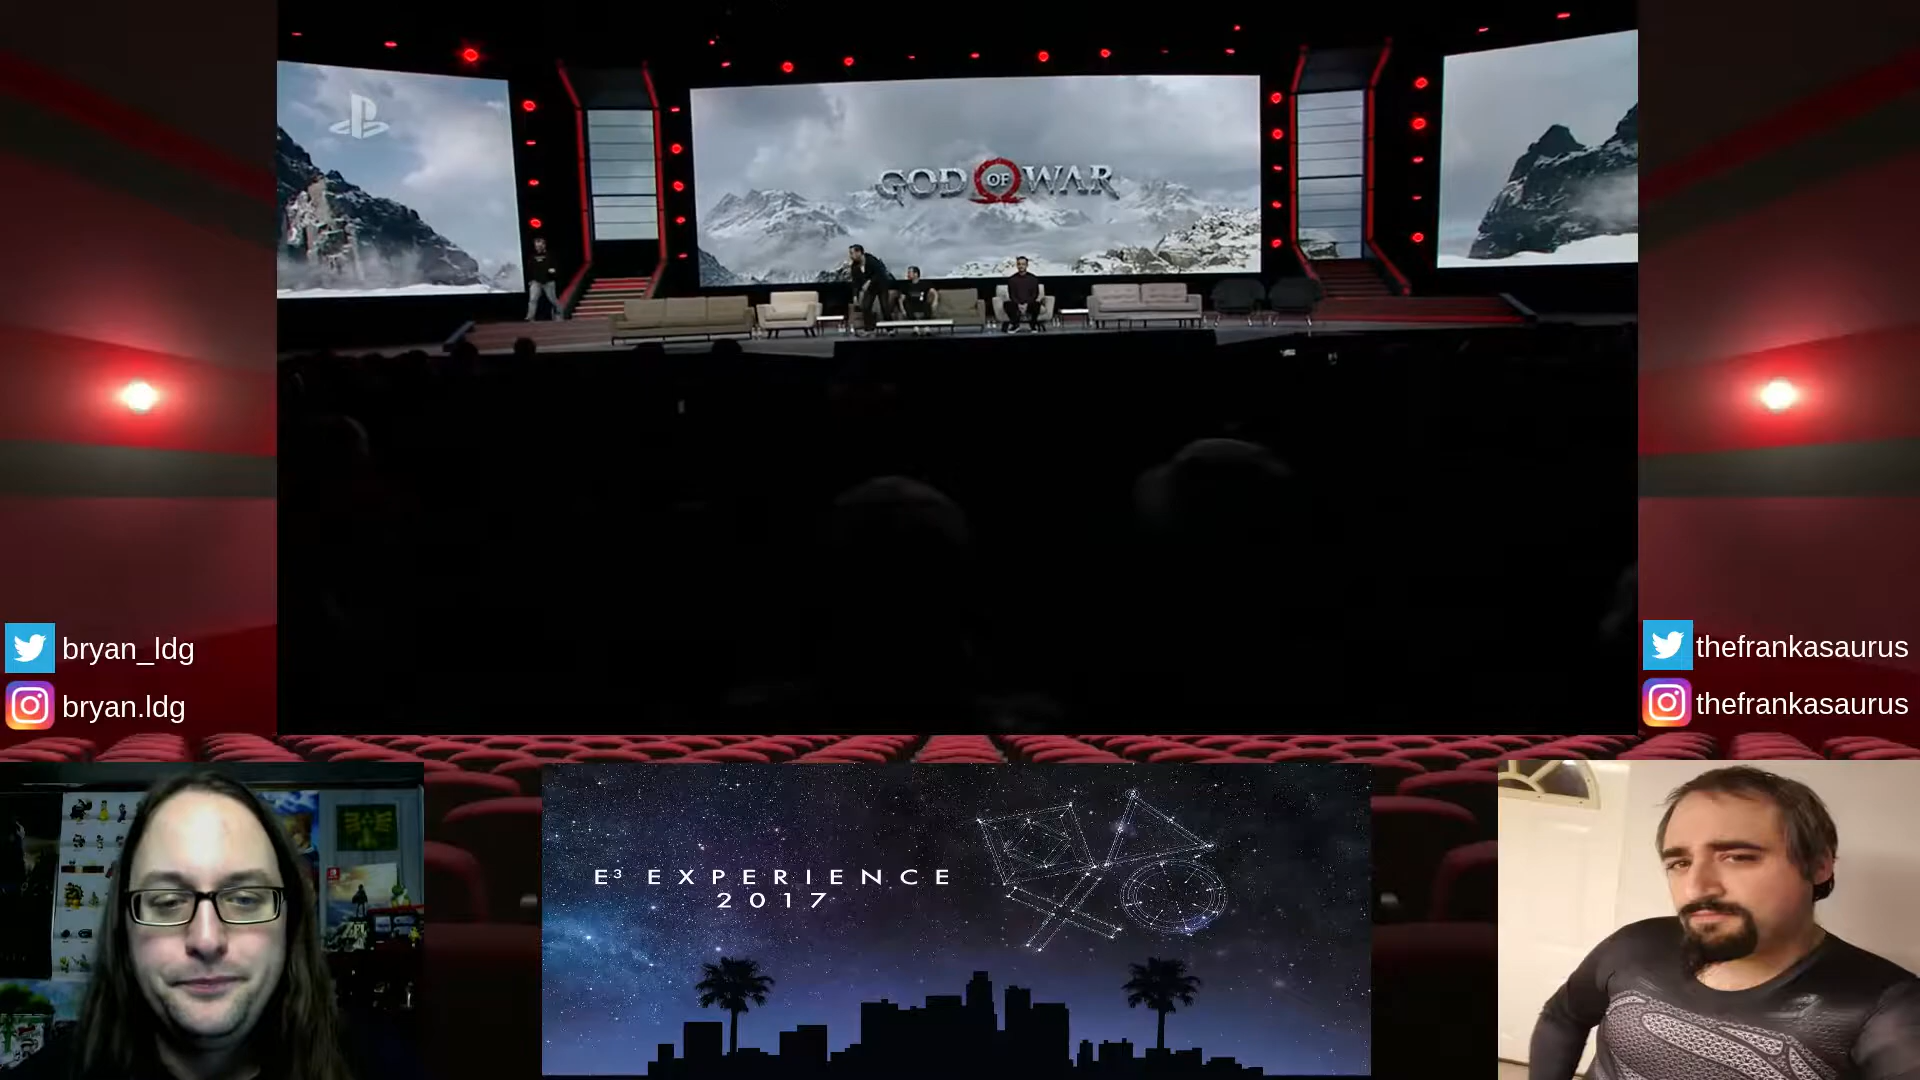 GOD OF WAR
bryan_ldg
bryan.ldg
thefrankasaurus
thefrankasaurus
E³ EXPERIENCE
2017